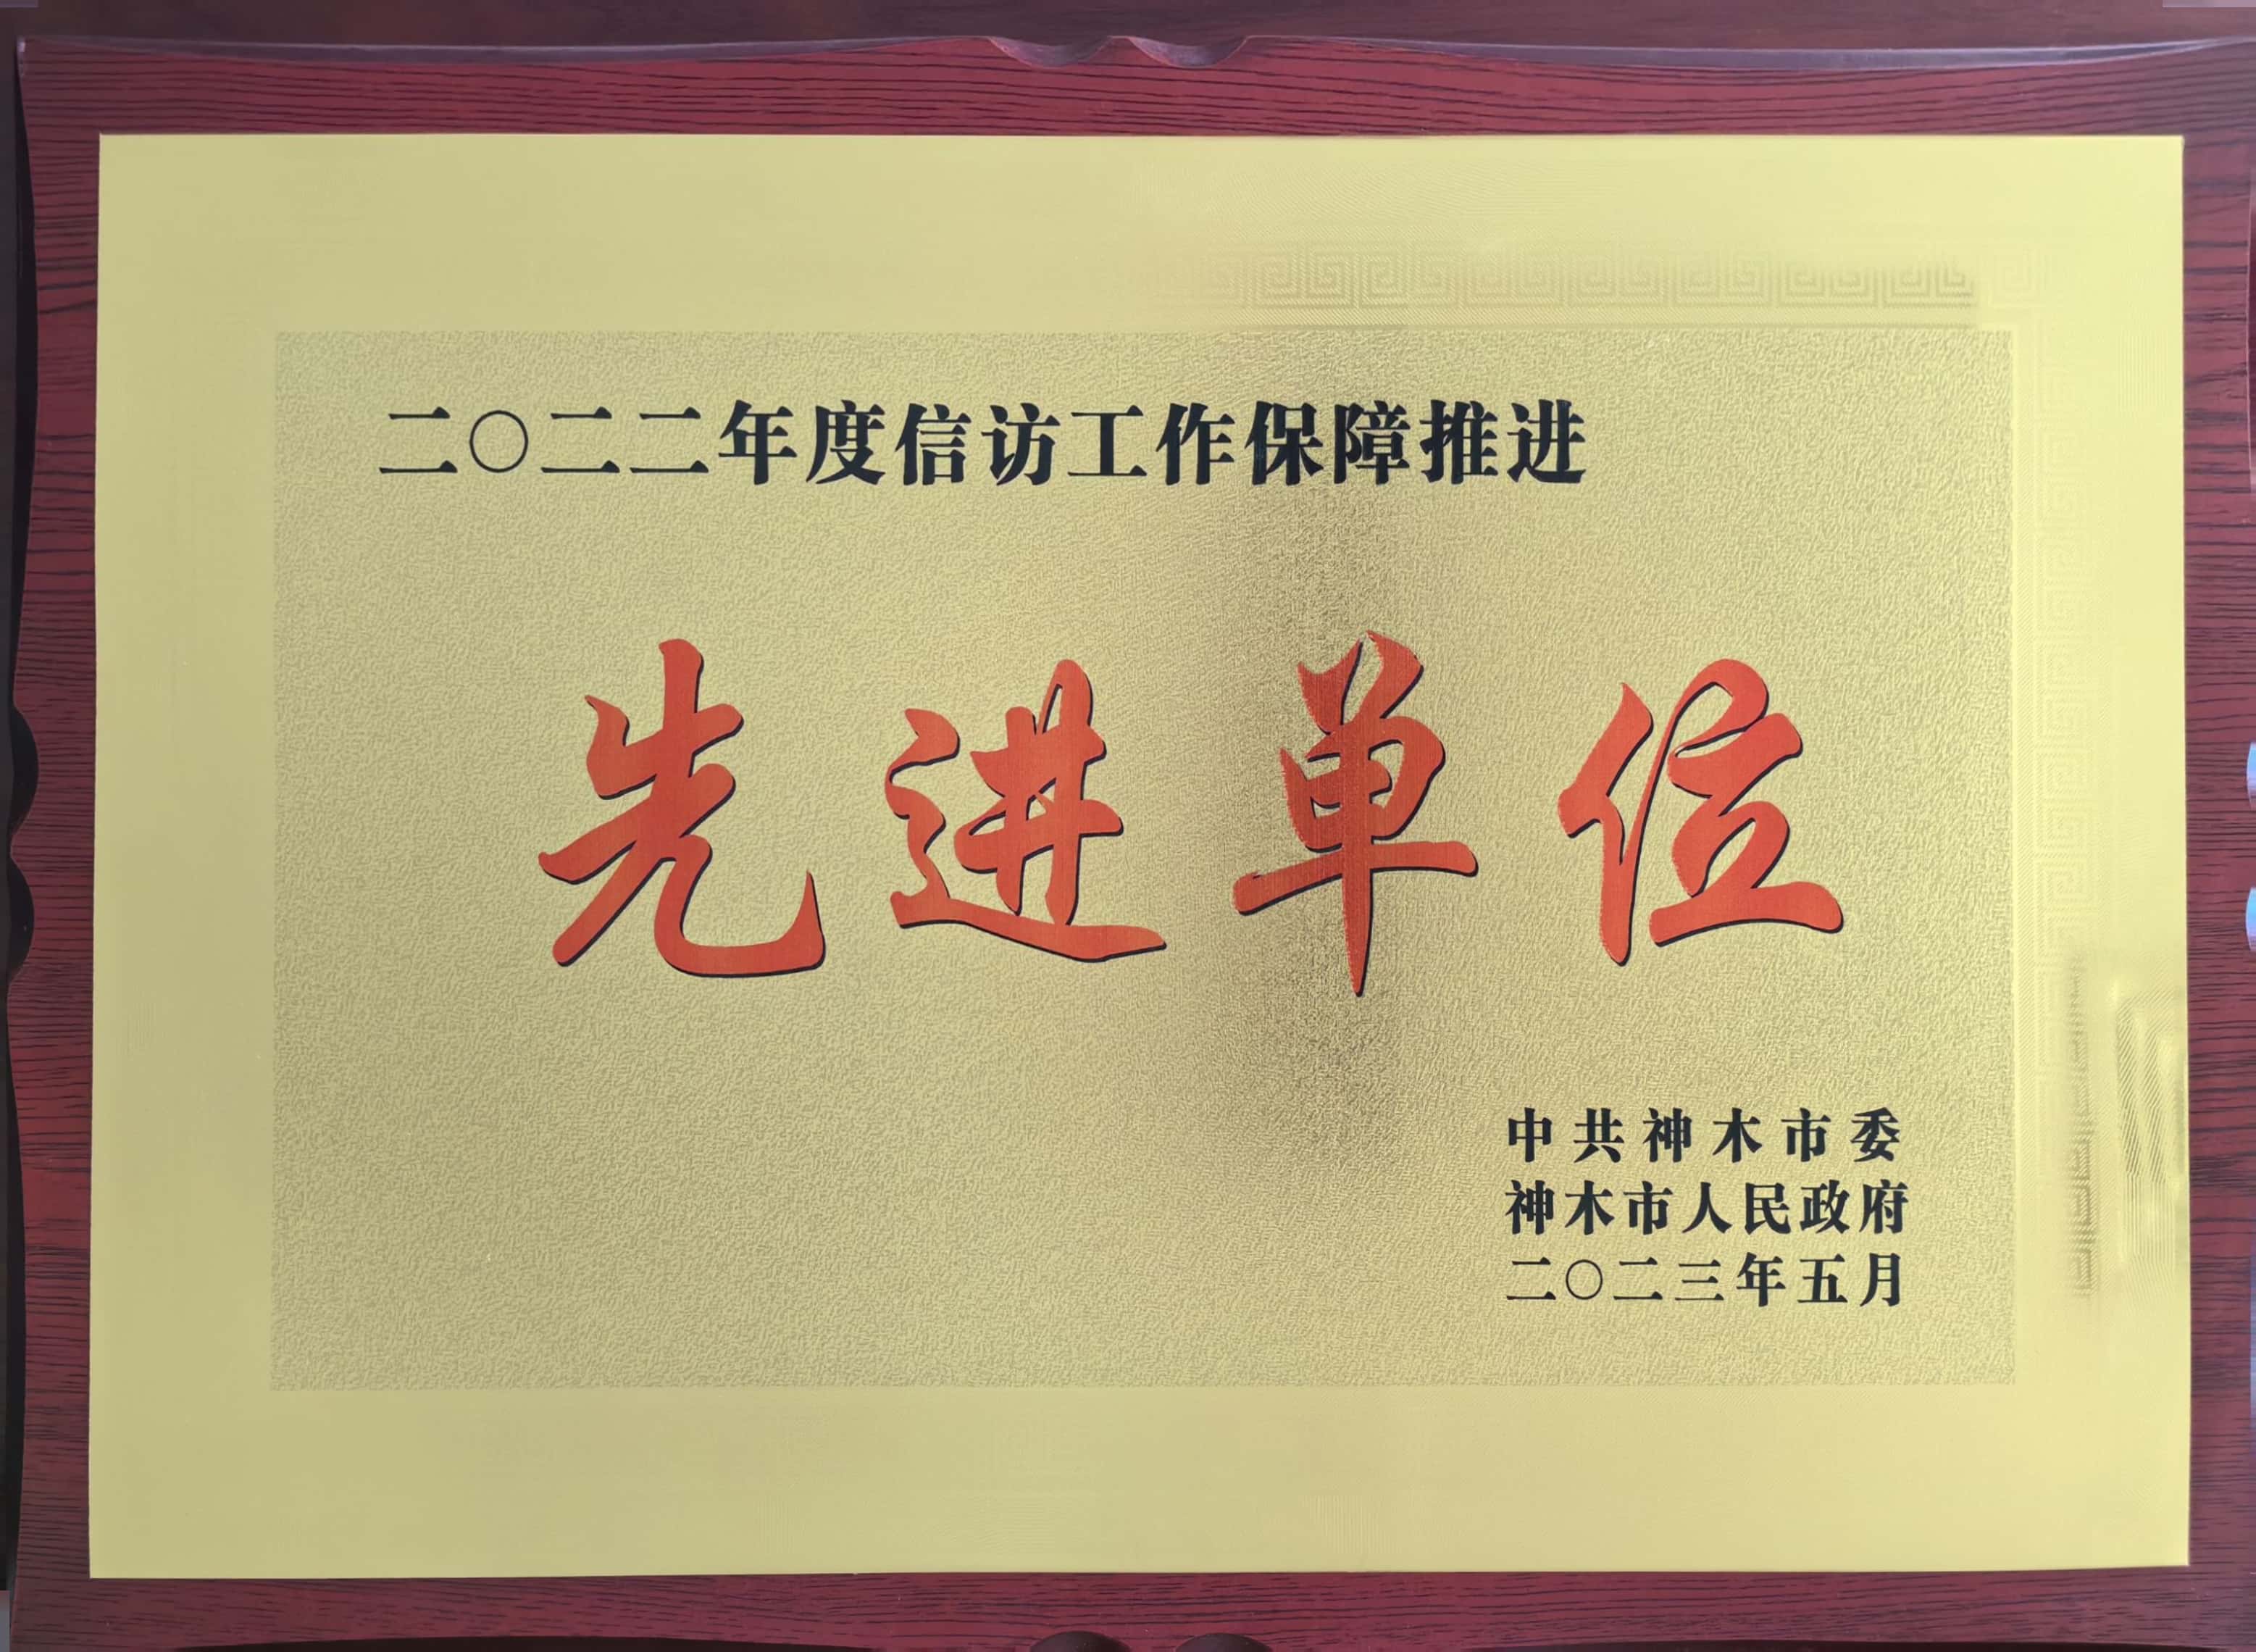 二〇二二年度信访工作保障推进
先进单位
中共神木市委
神木市人民政府
二〇二三年五月